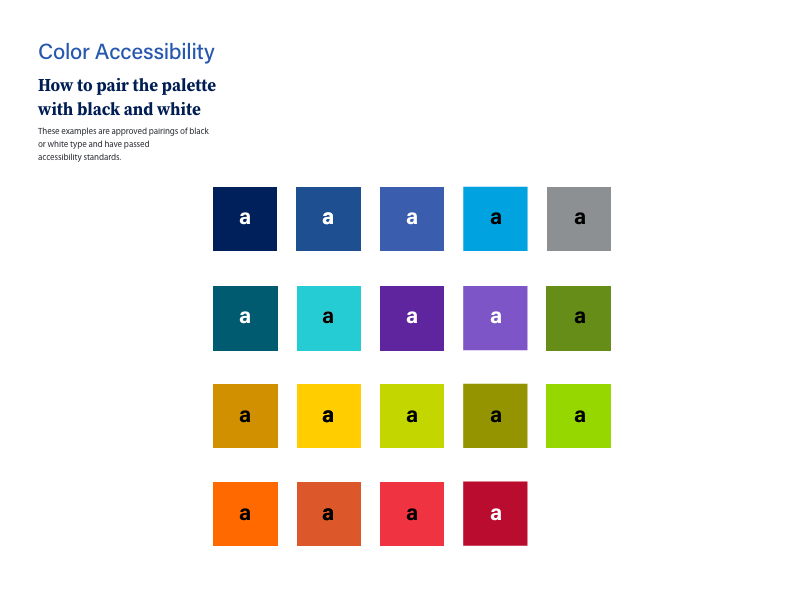 Color Accessibility
How to pair the palette
with black and white
These examples are approved pairings of black
or white type and have passed
accessibility standards.
a a a a a
a a a a a
a a a a a
a a a a